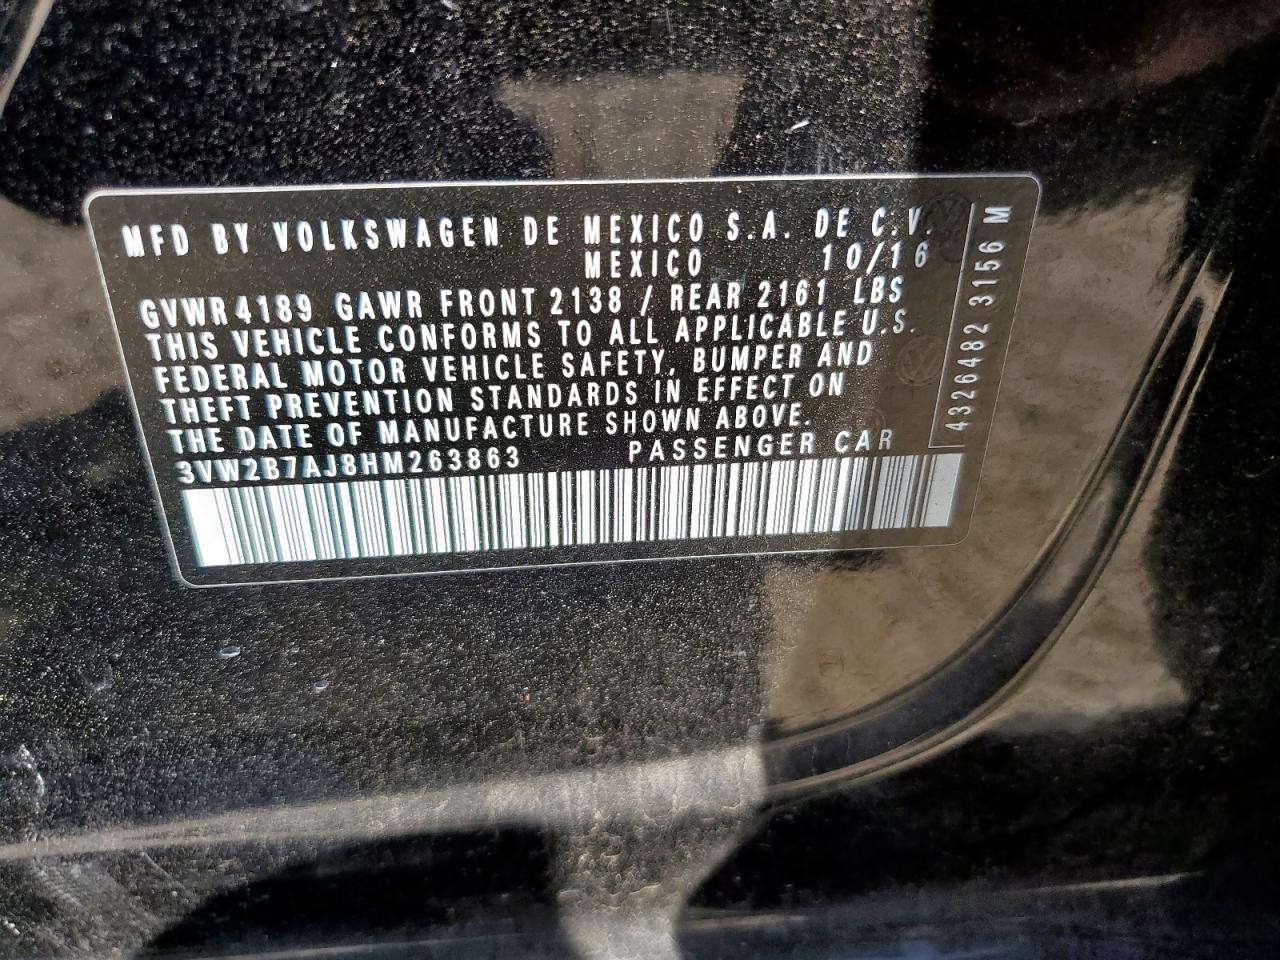 MFD BY VOLKSWAGEN DE MEXICO S.A. DE C.V.
MEXICO 10/16
GVWR 4189 GAWR FRONT 2138 / REAR 2161 LBS
THIS VEHICLE CONFORMS TO ALL APPLICABLE U.S.
FEDERAL MOTOR VEHICLE SAFETY, BUMPER AND
THEFT PREVENTION STANDARDS IN EFFECT ON
THE DATE OF MANUFACTURE SHOWN ABOVE.
3VW2B7AJ8HM263863 PASSENGER CAR
4326482 3156 M